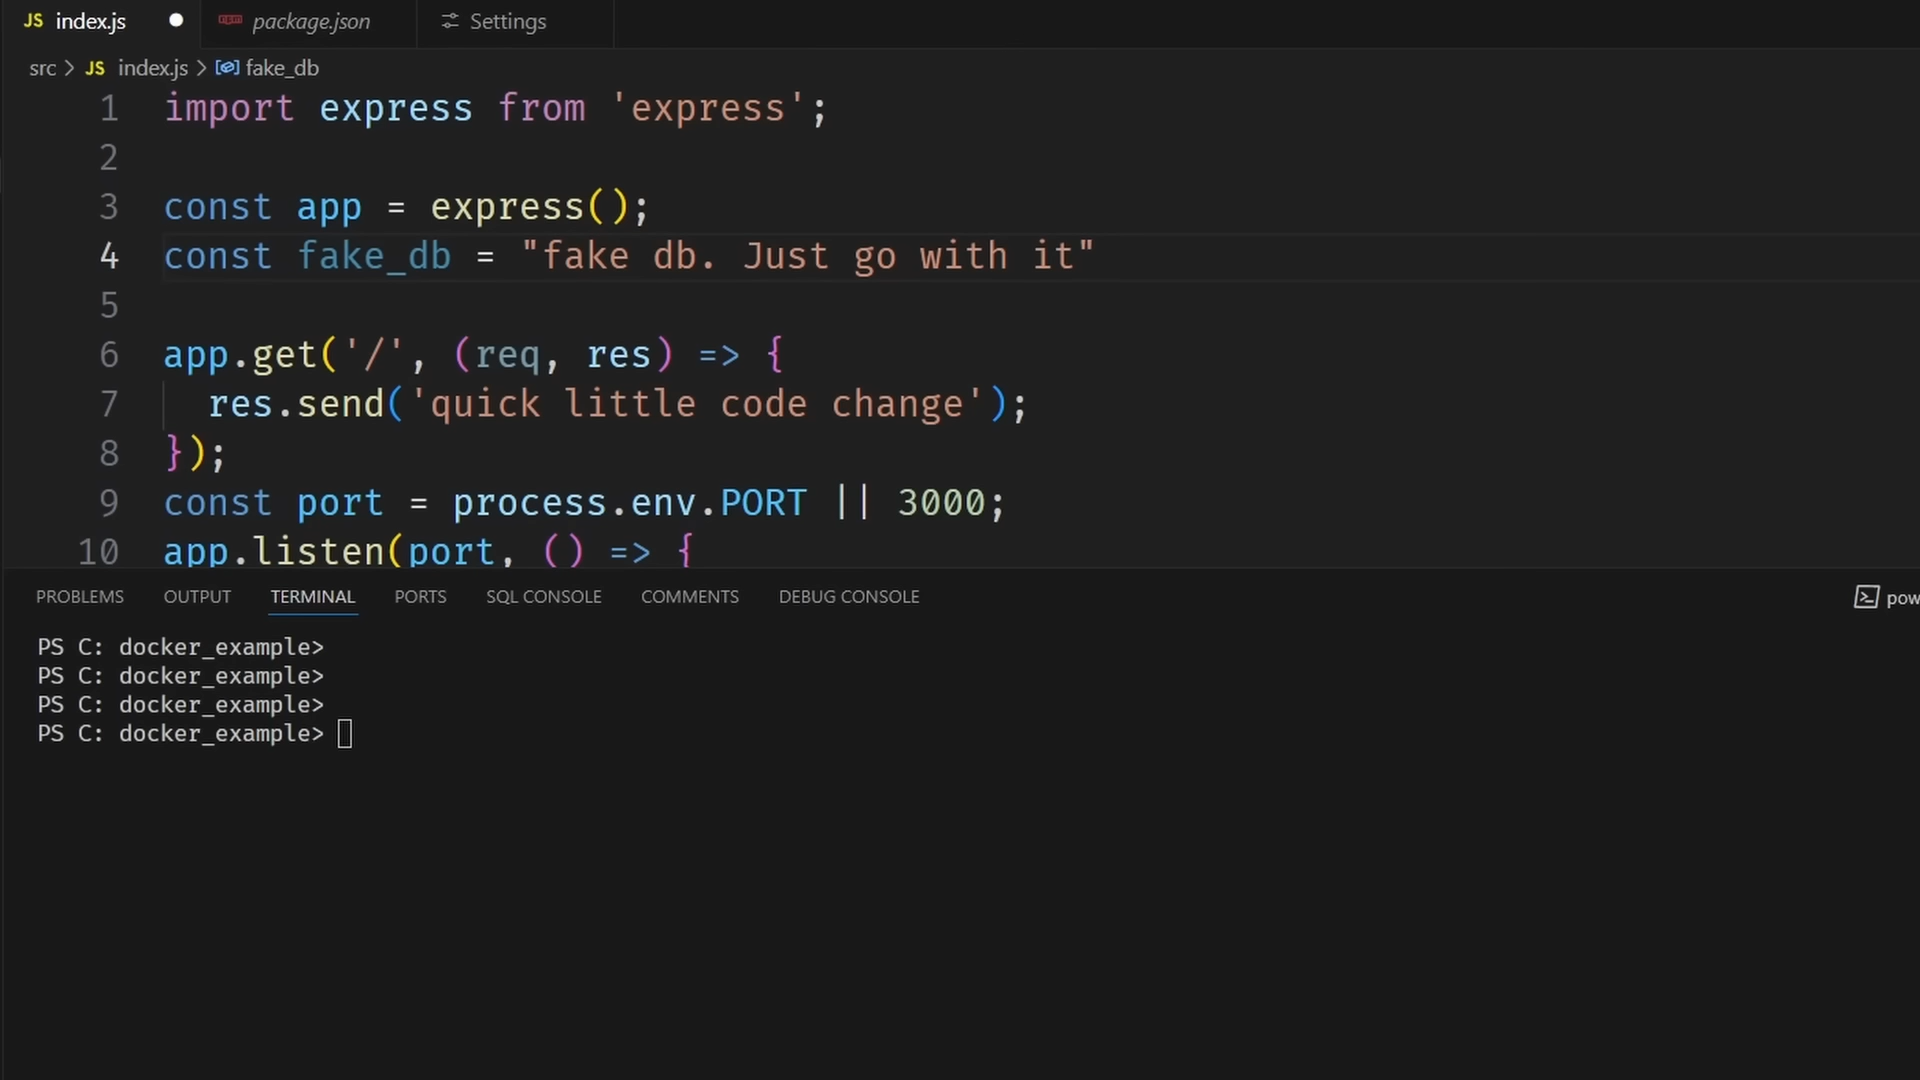 JS index.js package.json Settings
src > JS index.js > fake_db
1 import express from 'express';
2
3 const app = express();
4 const fake_db = "fake db. Just go with it"
5
6 app.get('/', (req, res) => {
7 res.send('quick little code change');
8 });
9 const port = process.env.PORT || 3000;
10 app.listen(port, () => {
PROBLEMS OUTPUT TERMINAL PORTS SQL CONSOLE COMMENTS DEBUG CONSOLE pow
PS C: docker_example>
PS C: docker_example>
PS C: docker_example>
PS C: docker_example>